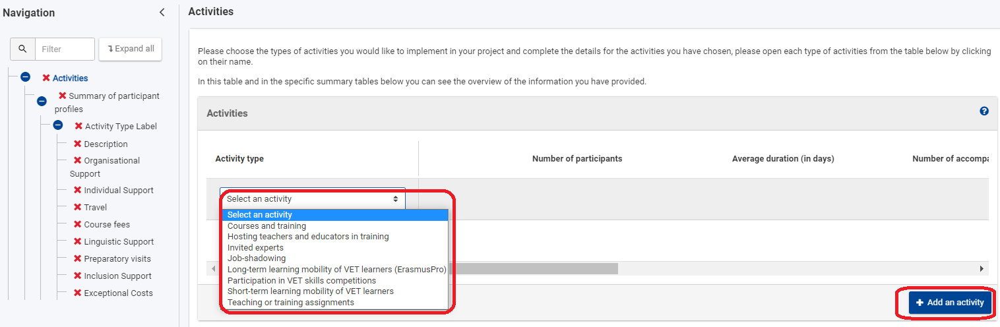 Navigation
Filter
Expand all
Activities
Summary of participant
profiles
Activity Type Label
Description
Organisational
Support
Individual Support
Travel
Course fees
Linguistic Support
Preparatory visits
Inclusion Support
Exceptional Costs
Activities
Please choose the types of activities you would like to implement in your project and complete the details for the activities you have chosen, please open each type of activities from the table below by clicking
on their name.
In this table and in the specific summary tables below you can see the overview of the information you have provided.
Activities
?
Activity type Number of participants Average duration (in days) Number of accompa
Select an activity
Select an activity
Courses and training
Hosting teachers and educators in training
Invited experts
Job-shadowing
Long-term learning mobility of VET learners (ErasmusPro)
Participation in VET skills competitions
Short-term learning mobility of VET learners
Teaching or training assignments
+ Add an activity